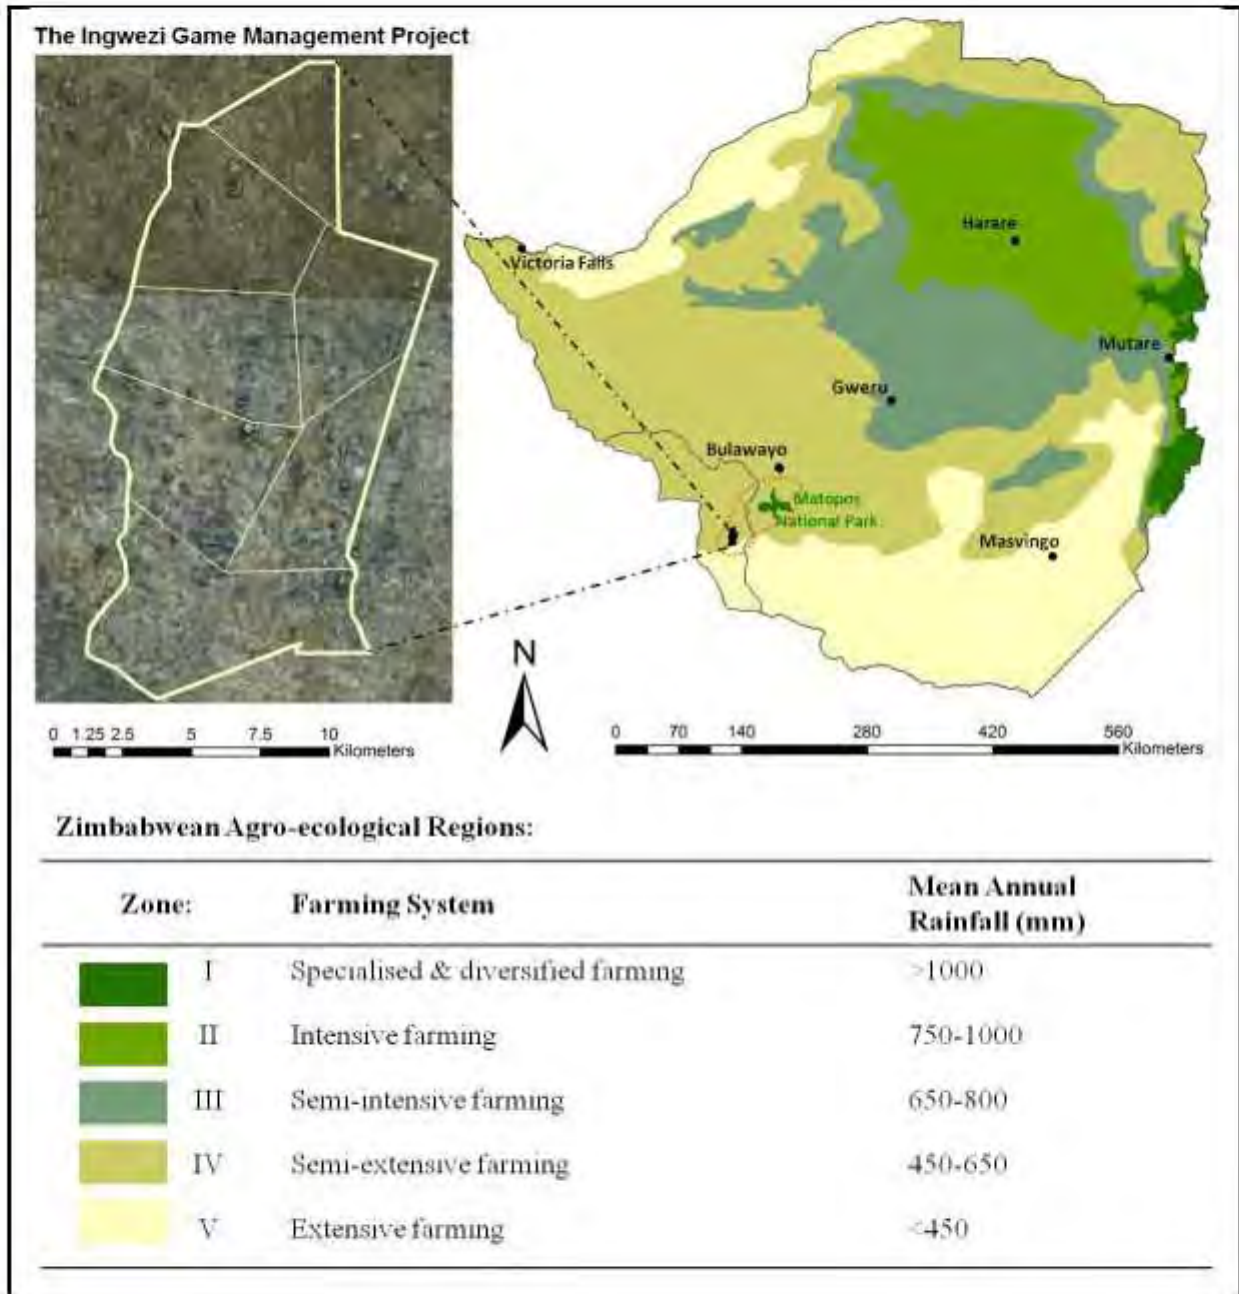 The Ingwezi Game Management Project
Harare
Victoria Falls
Mutare
Gweru
Bulawayo
Matopos
National Park
Masvingo
N
0 1.25 2.5 5 7.5 10
Kilometers
0 70 140 280 420 560
Kilometers
Zimbabwean Agro-ecological Regions:
Zone: Farming System Mean Annual
Rainfall (mm)
I Specialised & diversified farming >1000
II Intensive farming 750-1000
III Semi-intensive farming 650-800
IV Semi-extensive farming 450-650
V Extensive farming <450